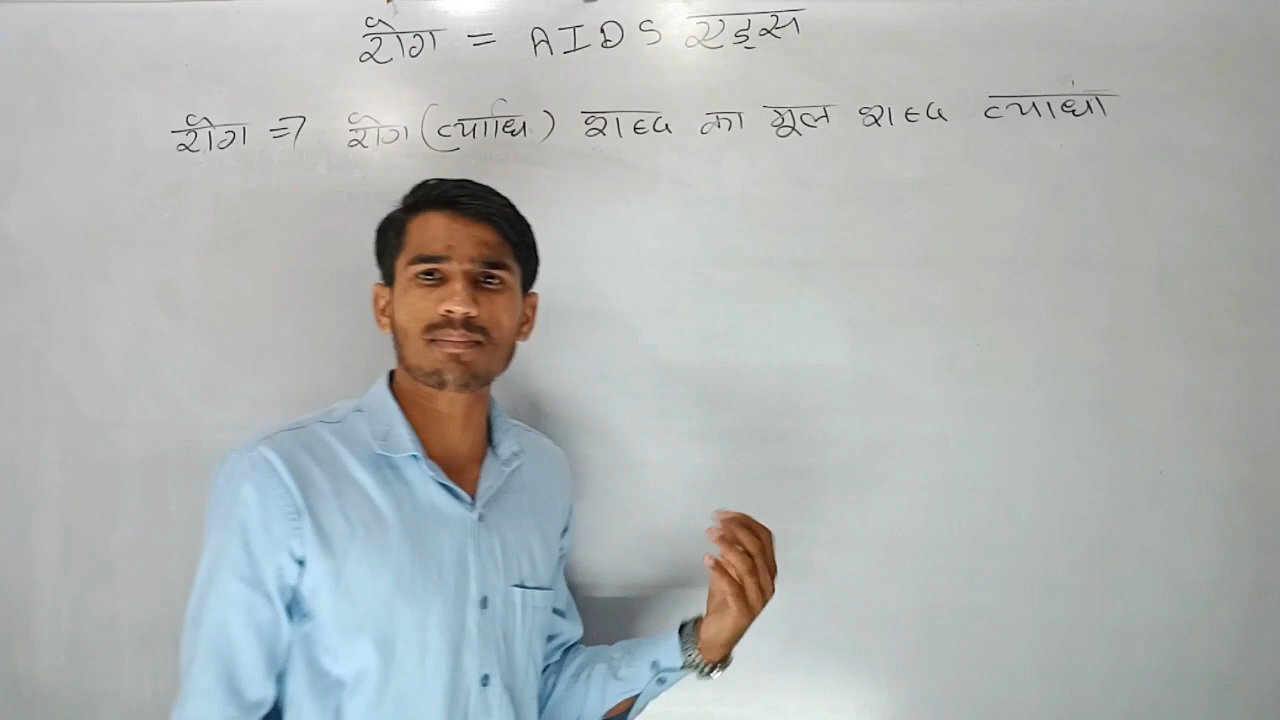 रोग = AIDS एड्स
रोग => रोग (व्याधि) शब्द का मूल शब्द व्याधा